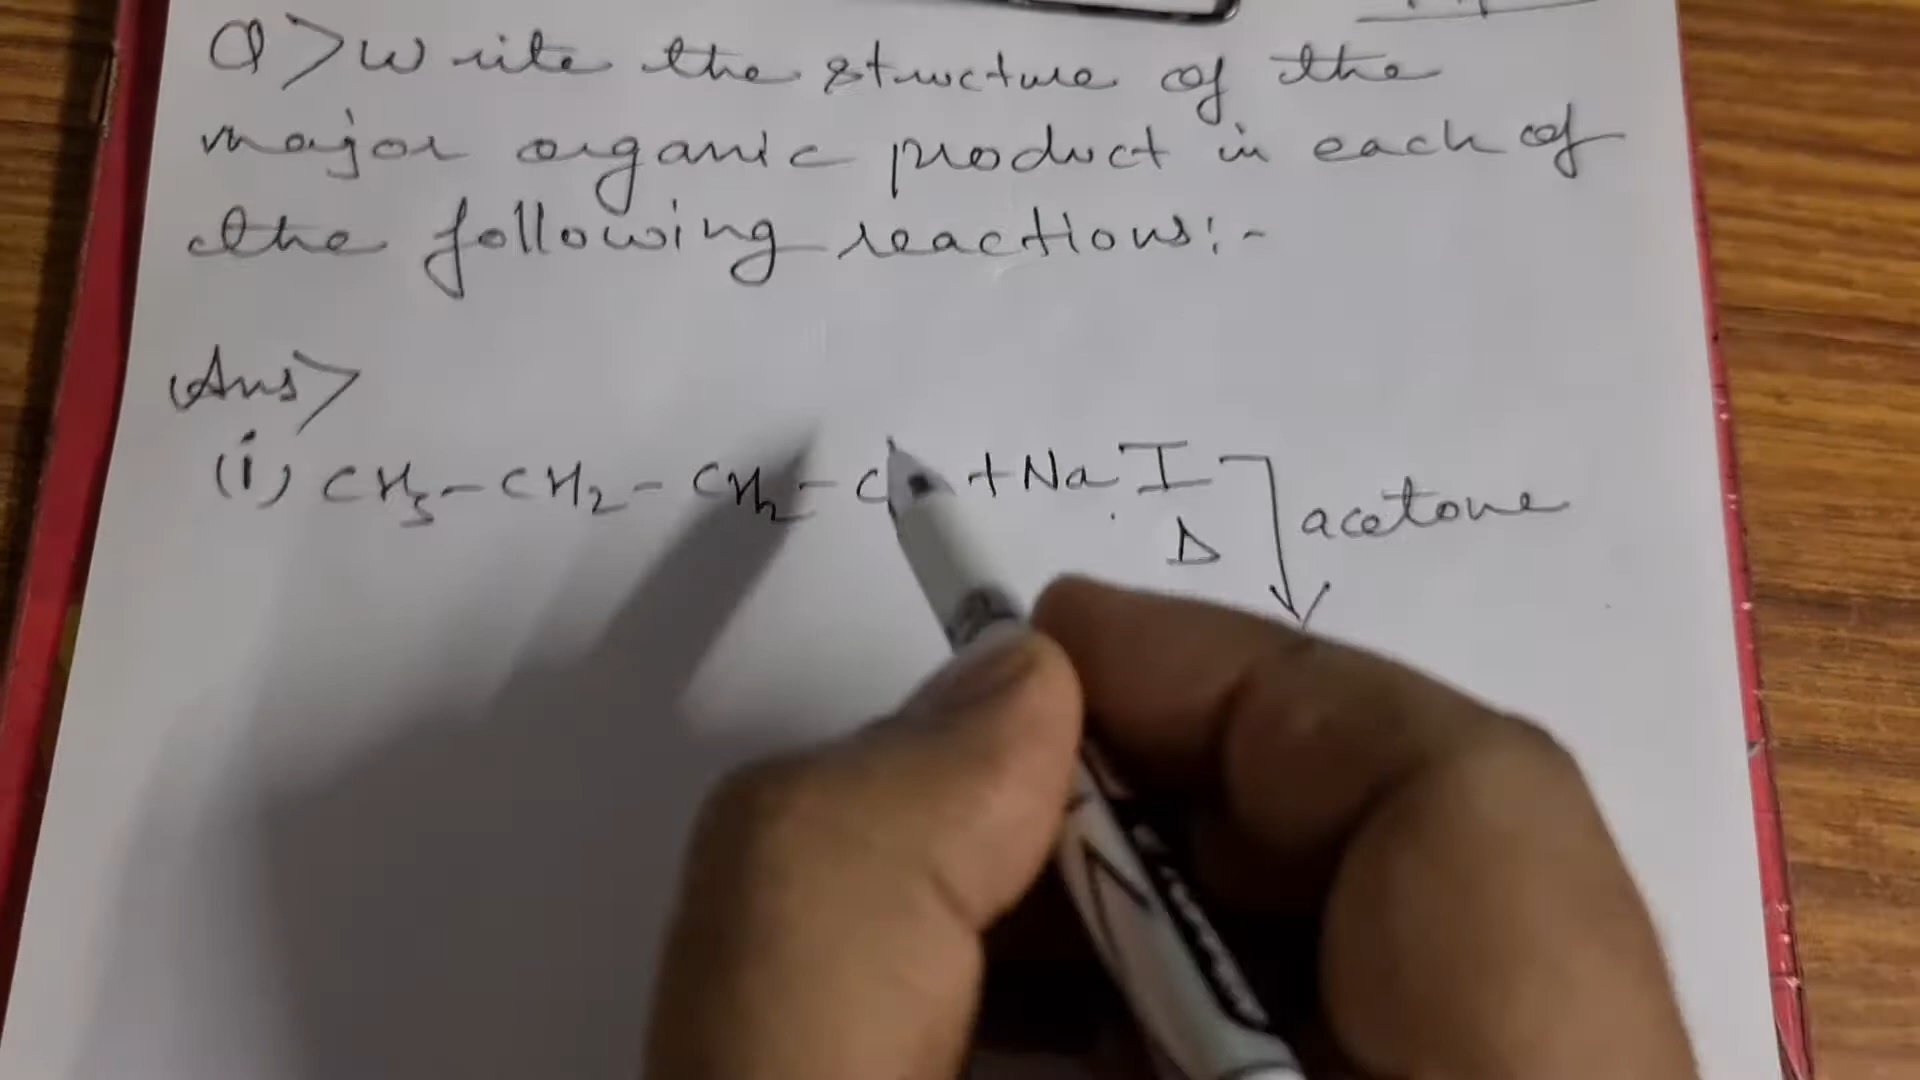 Q> Write the structure of the
major organic product in each of
the following reactions:-
Ans>
(i) CH3-CH2-CH2-C +NaI
Δ acetone